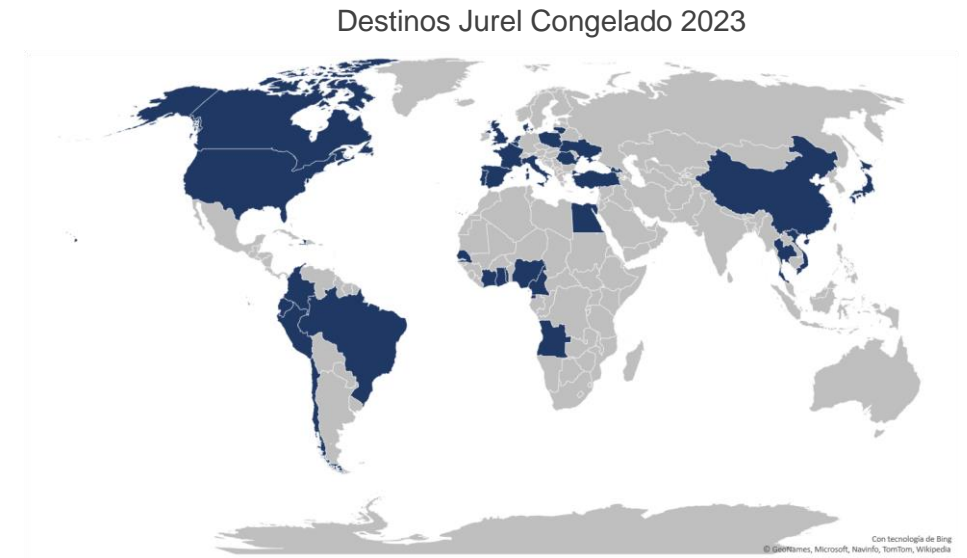 Destinos Jurel Congelado 2023
Con tecnología de Bing
© GeoNames, Microsoft, Navinfo, TomTom, Wikipedia